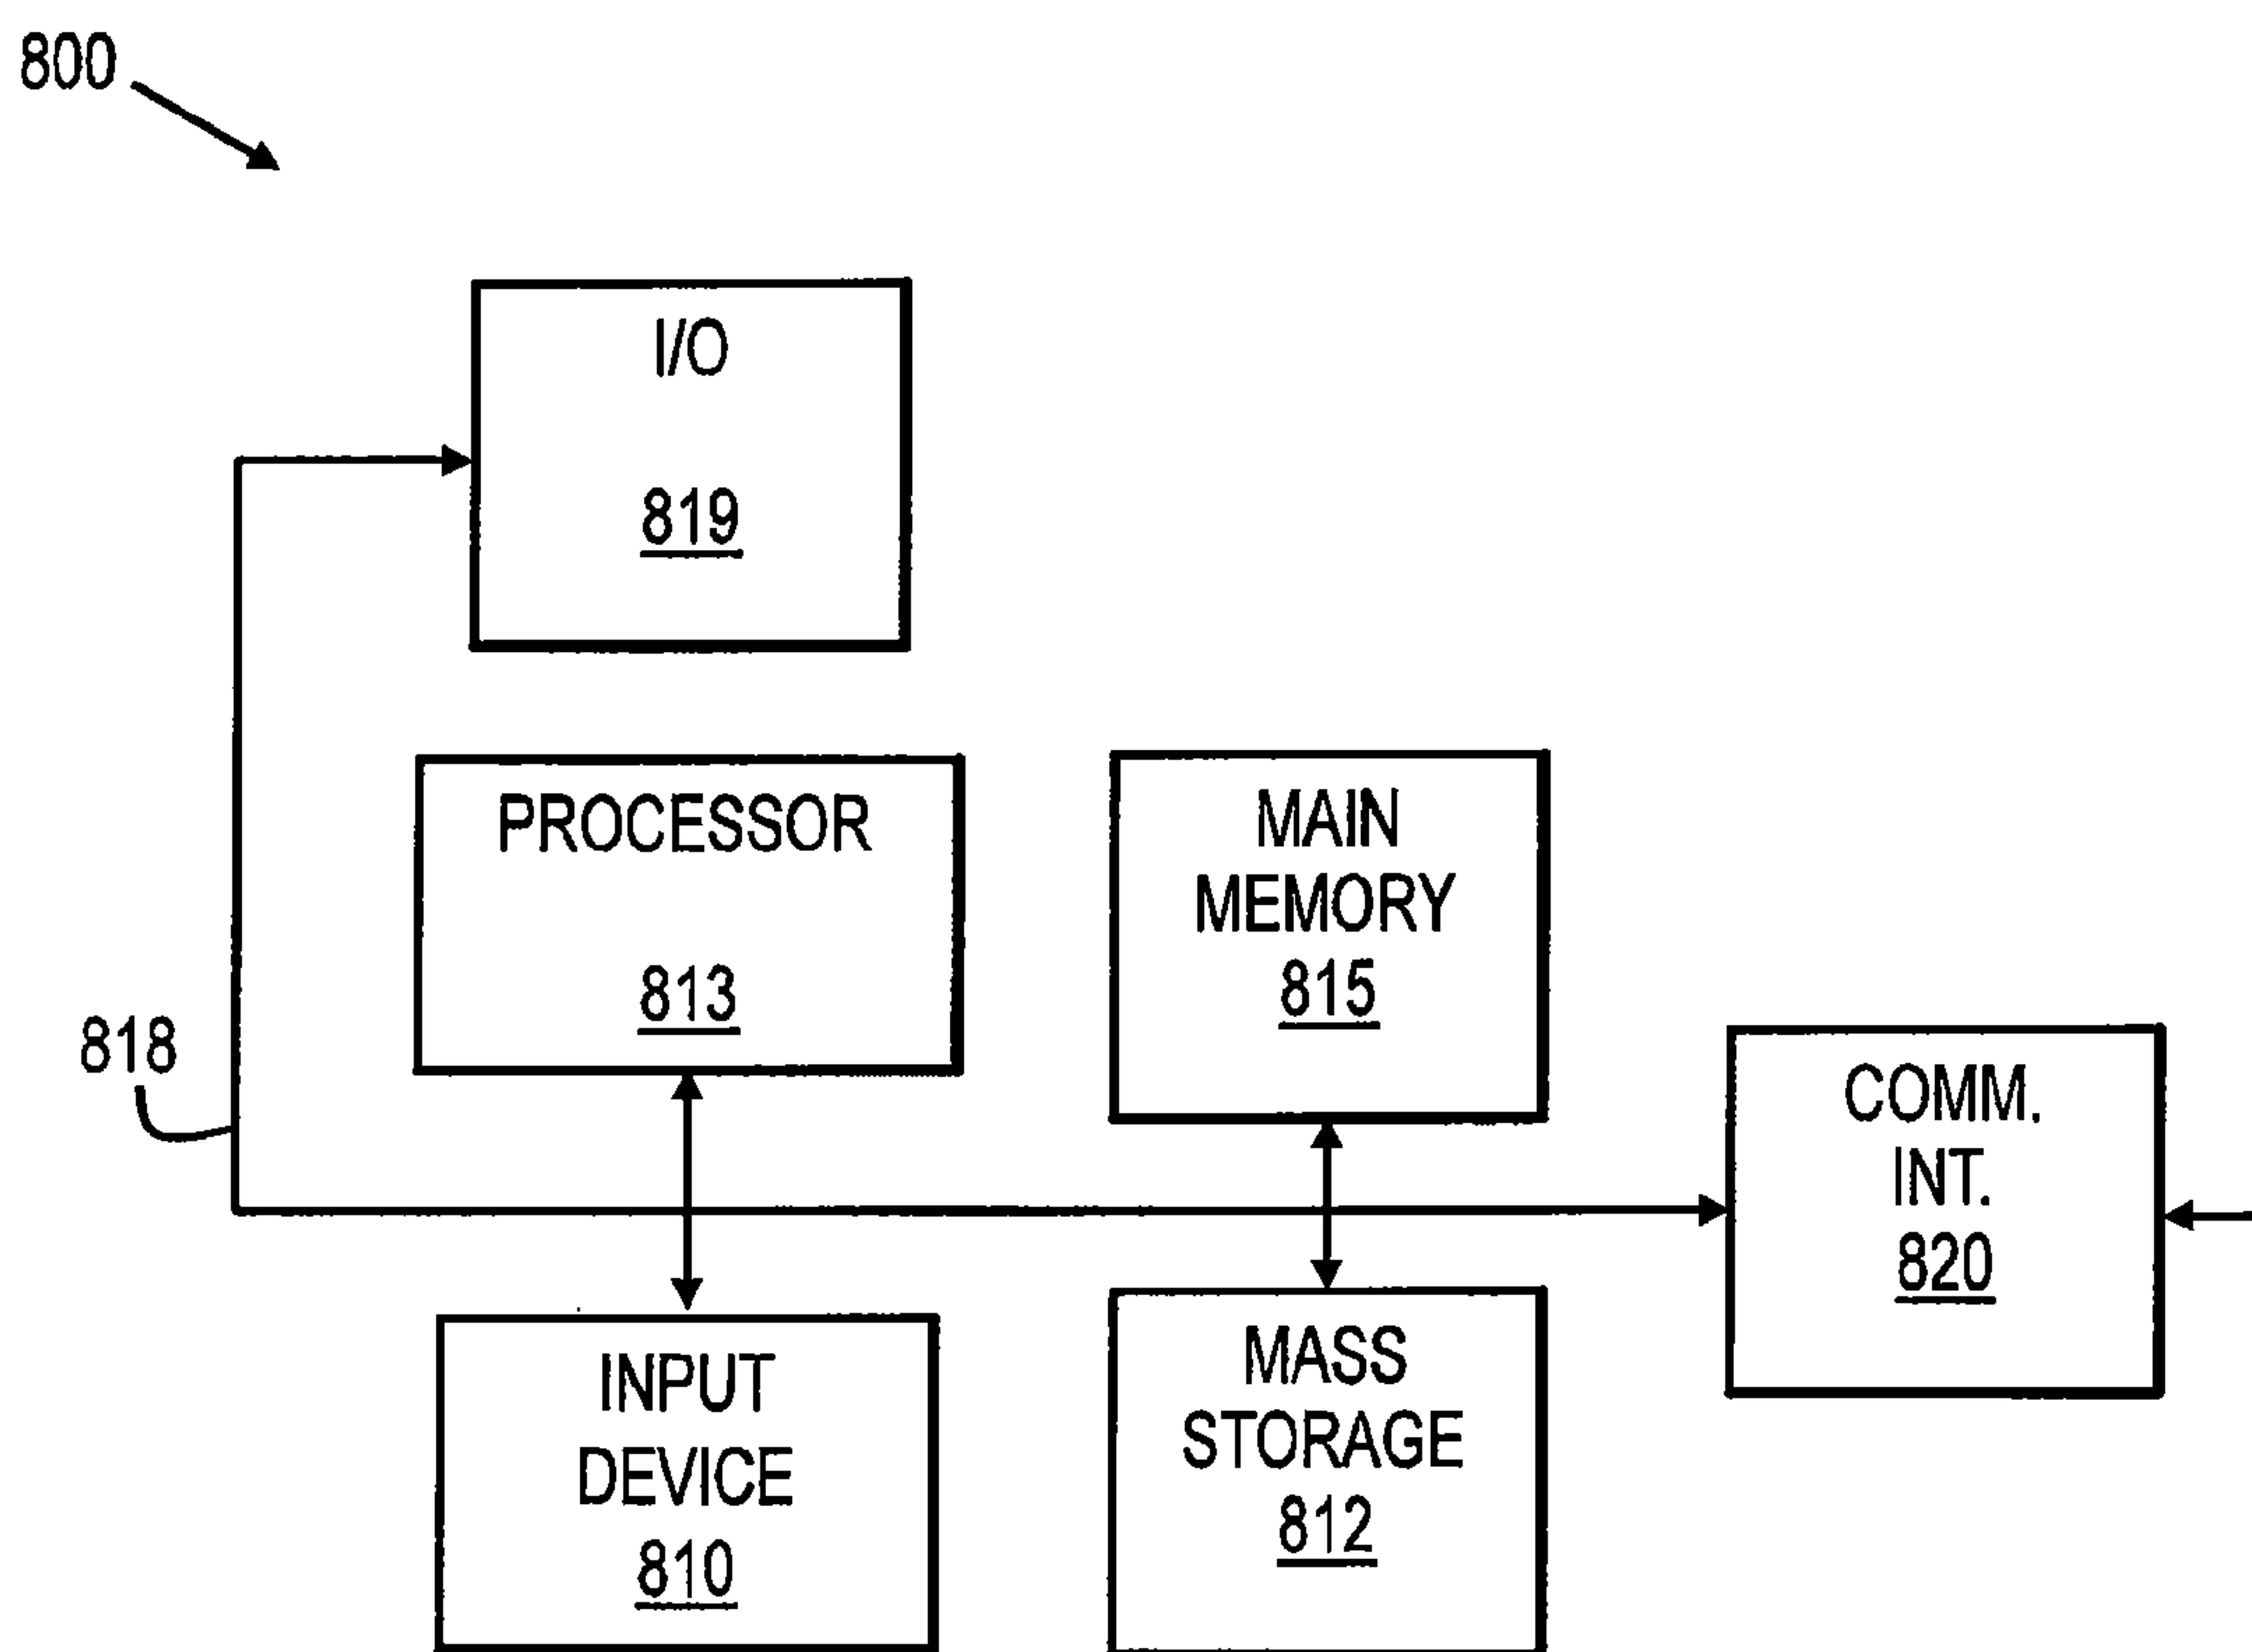 800
I/O
819
PROCESSOR
813
MAIN
MEMORY
815
818
COMM.
INT.
820
INPUT
DEVICE
810
MASS
STORAGE
812